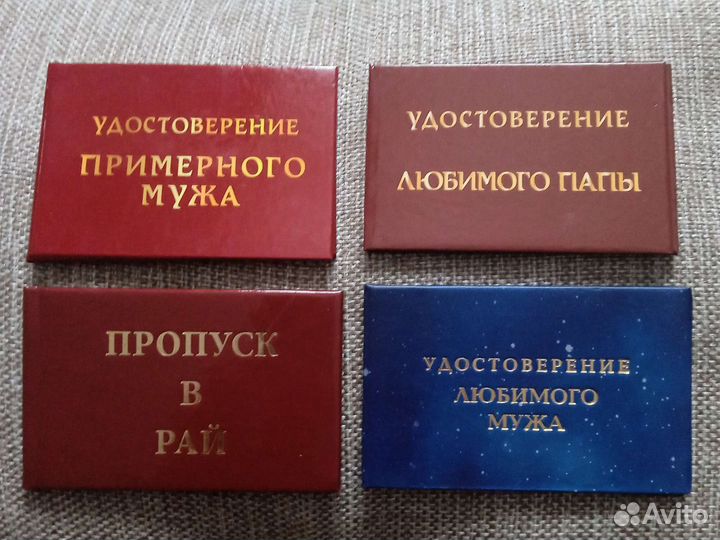 УДОСТОВЕРЕНИЕ
ПРИМЕРНОГО
МУЖА
УДОСТОВЕРЕНИЕ
ЛЮБИМОГО ПАПЫ
ПРОПУСК
В
РАЙ
УДОСТОВЕРЕНИЕ
ЛЮБИМОГО
МУЖА
Avito